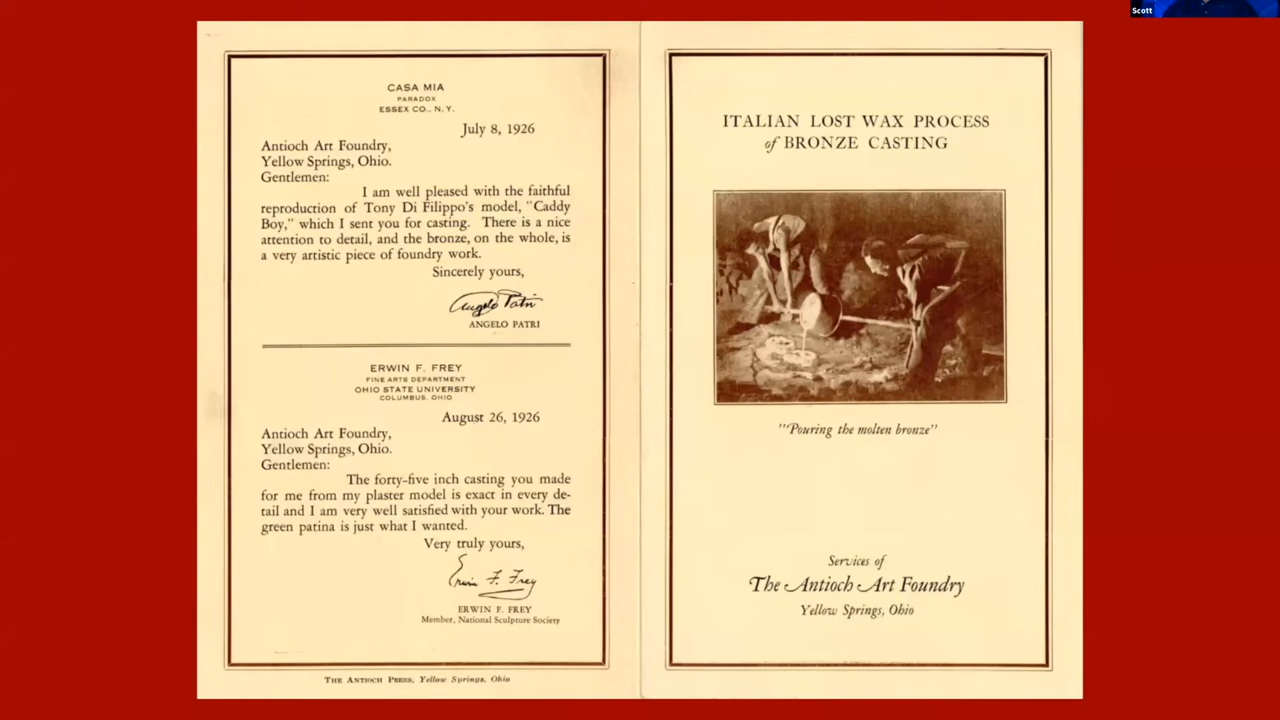 Scott
CASA MIA
PARADOX
ESSEX CO., N.Y.
July 8, 1926
Antioch Art Foundry,
Yellow Springs, Ohio.
Gentlemen:
I am well pleased with the faithful
reproduction of Tony Di Filippo's model, "Caddy
Boy," which I sent you for casting. There is a nice
attention to detail, and the bronze, on the whole, is
a very artistic piece of foundry work.
Sincerely yours,
Angelo Patri
ANGELO PATRI
ERWIN F. FREY
FINE ARTS DEPARTMENT
OHIO STATE UNIVERSITY
COLUMBUS, OHIO
August 26, 1926
Antioch Art Foundry,
Yellow Springs, Ohio.
Gentlemen:
The forty-five inch casting you made
for me from my plaster model is exact in every de-
tail and I am very well satisfied with your work. The
green patina is just what I wanted.
Very truly yours,
Erwin F. Frey
ERWIN F. FREY
Member, National Sculpture Society
THE ANTIOCH PRESS, Yellow Springs, Ohio
ITALIAN LOST WAX PROCESS
of BRONZE CASTING
"'Pouring the molten bronze"
Services of
The Antioch Art Foundry
Yellow Springs, Ohio